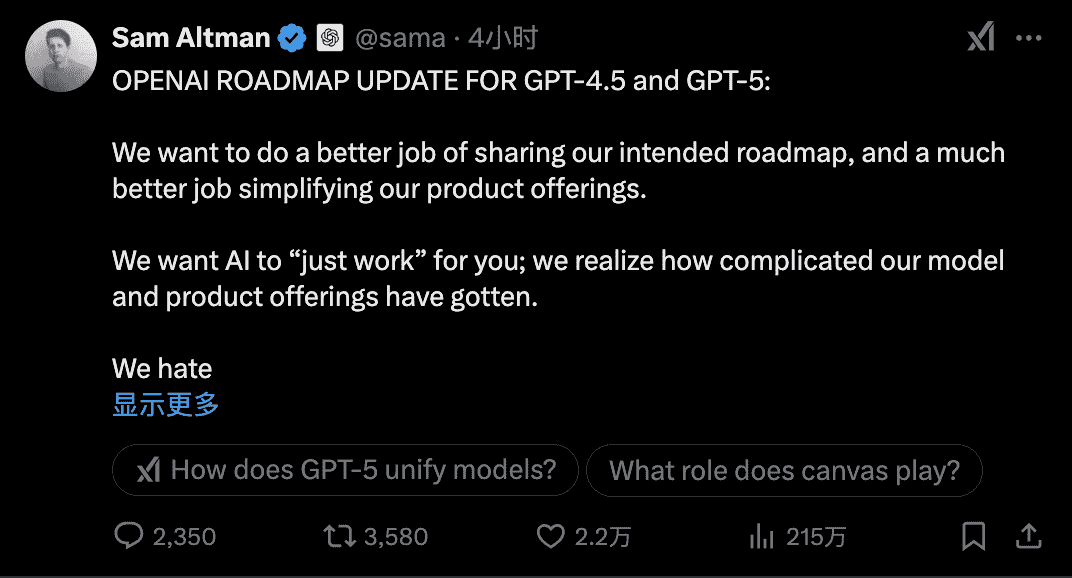 Sam Altman @sama · 4小时
OPENAI ROADMAP UPDATE FOR GPT-4.5 and GPT-5:
We want to do a better job of sharing our intended roadmap, and a much
better job simplifying our product offerings.
We want AI to “just work” for you; we realize how complicated our model
and product offerings have gotten.
We hate
显示更多
How does GPT-5 unify models? What role does canvas play?
2,350 3,580 2.2万 215万